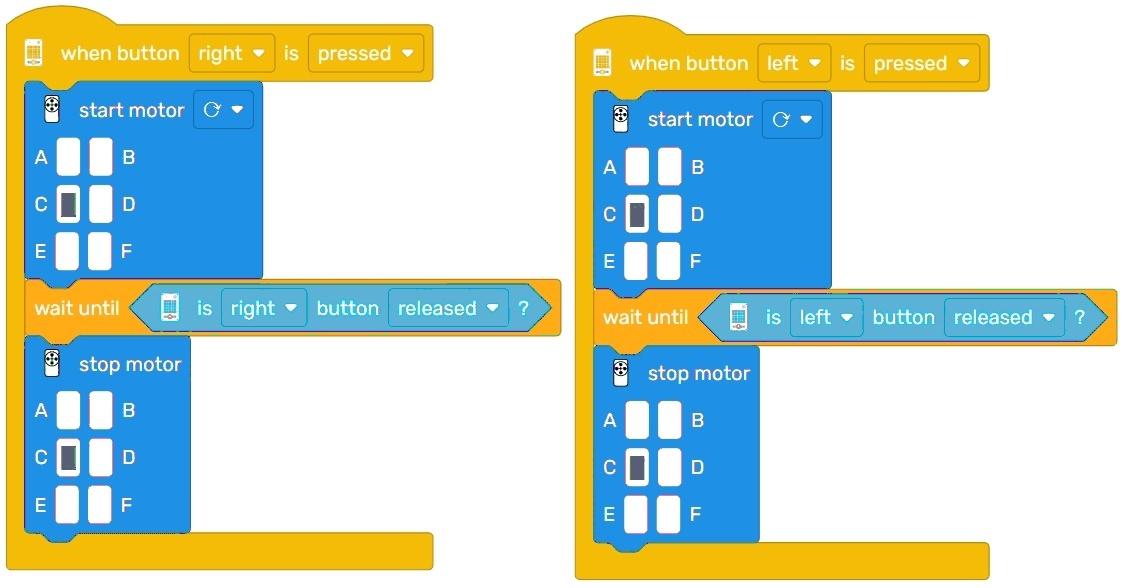 when button right is pressed
start motor
A B
C D
E F
wait until is right button released ?
stop motor
A B
C D
E F
when button left is pressed
start motor
A B
C D
E F
wait until is left button released ?
stop motor
A B
C D
E F